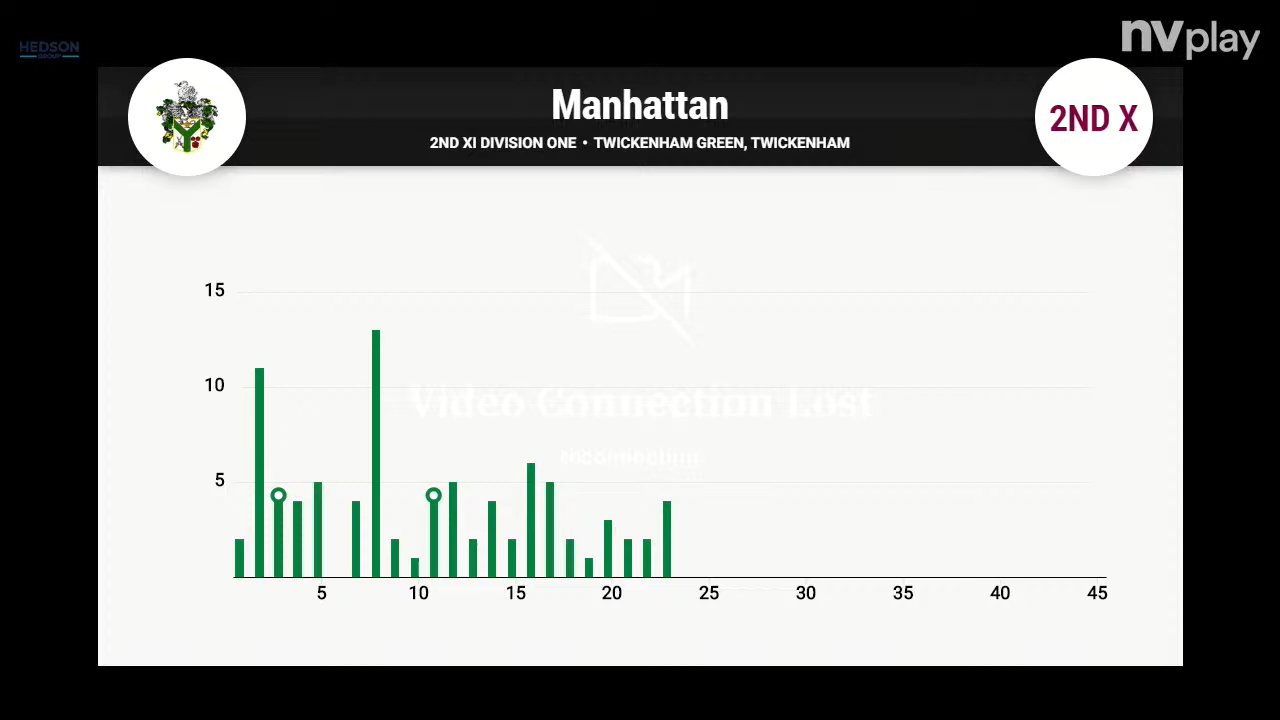 HEDSON
GROUP
nvplay
Manhattan
2ND X
2ND XI DIVISION ONE • TWICKENHAM GREEN, TWICKENHAM
15
Video Connection Lost
10
5
5 10 15 20 25 30 35 40 45